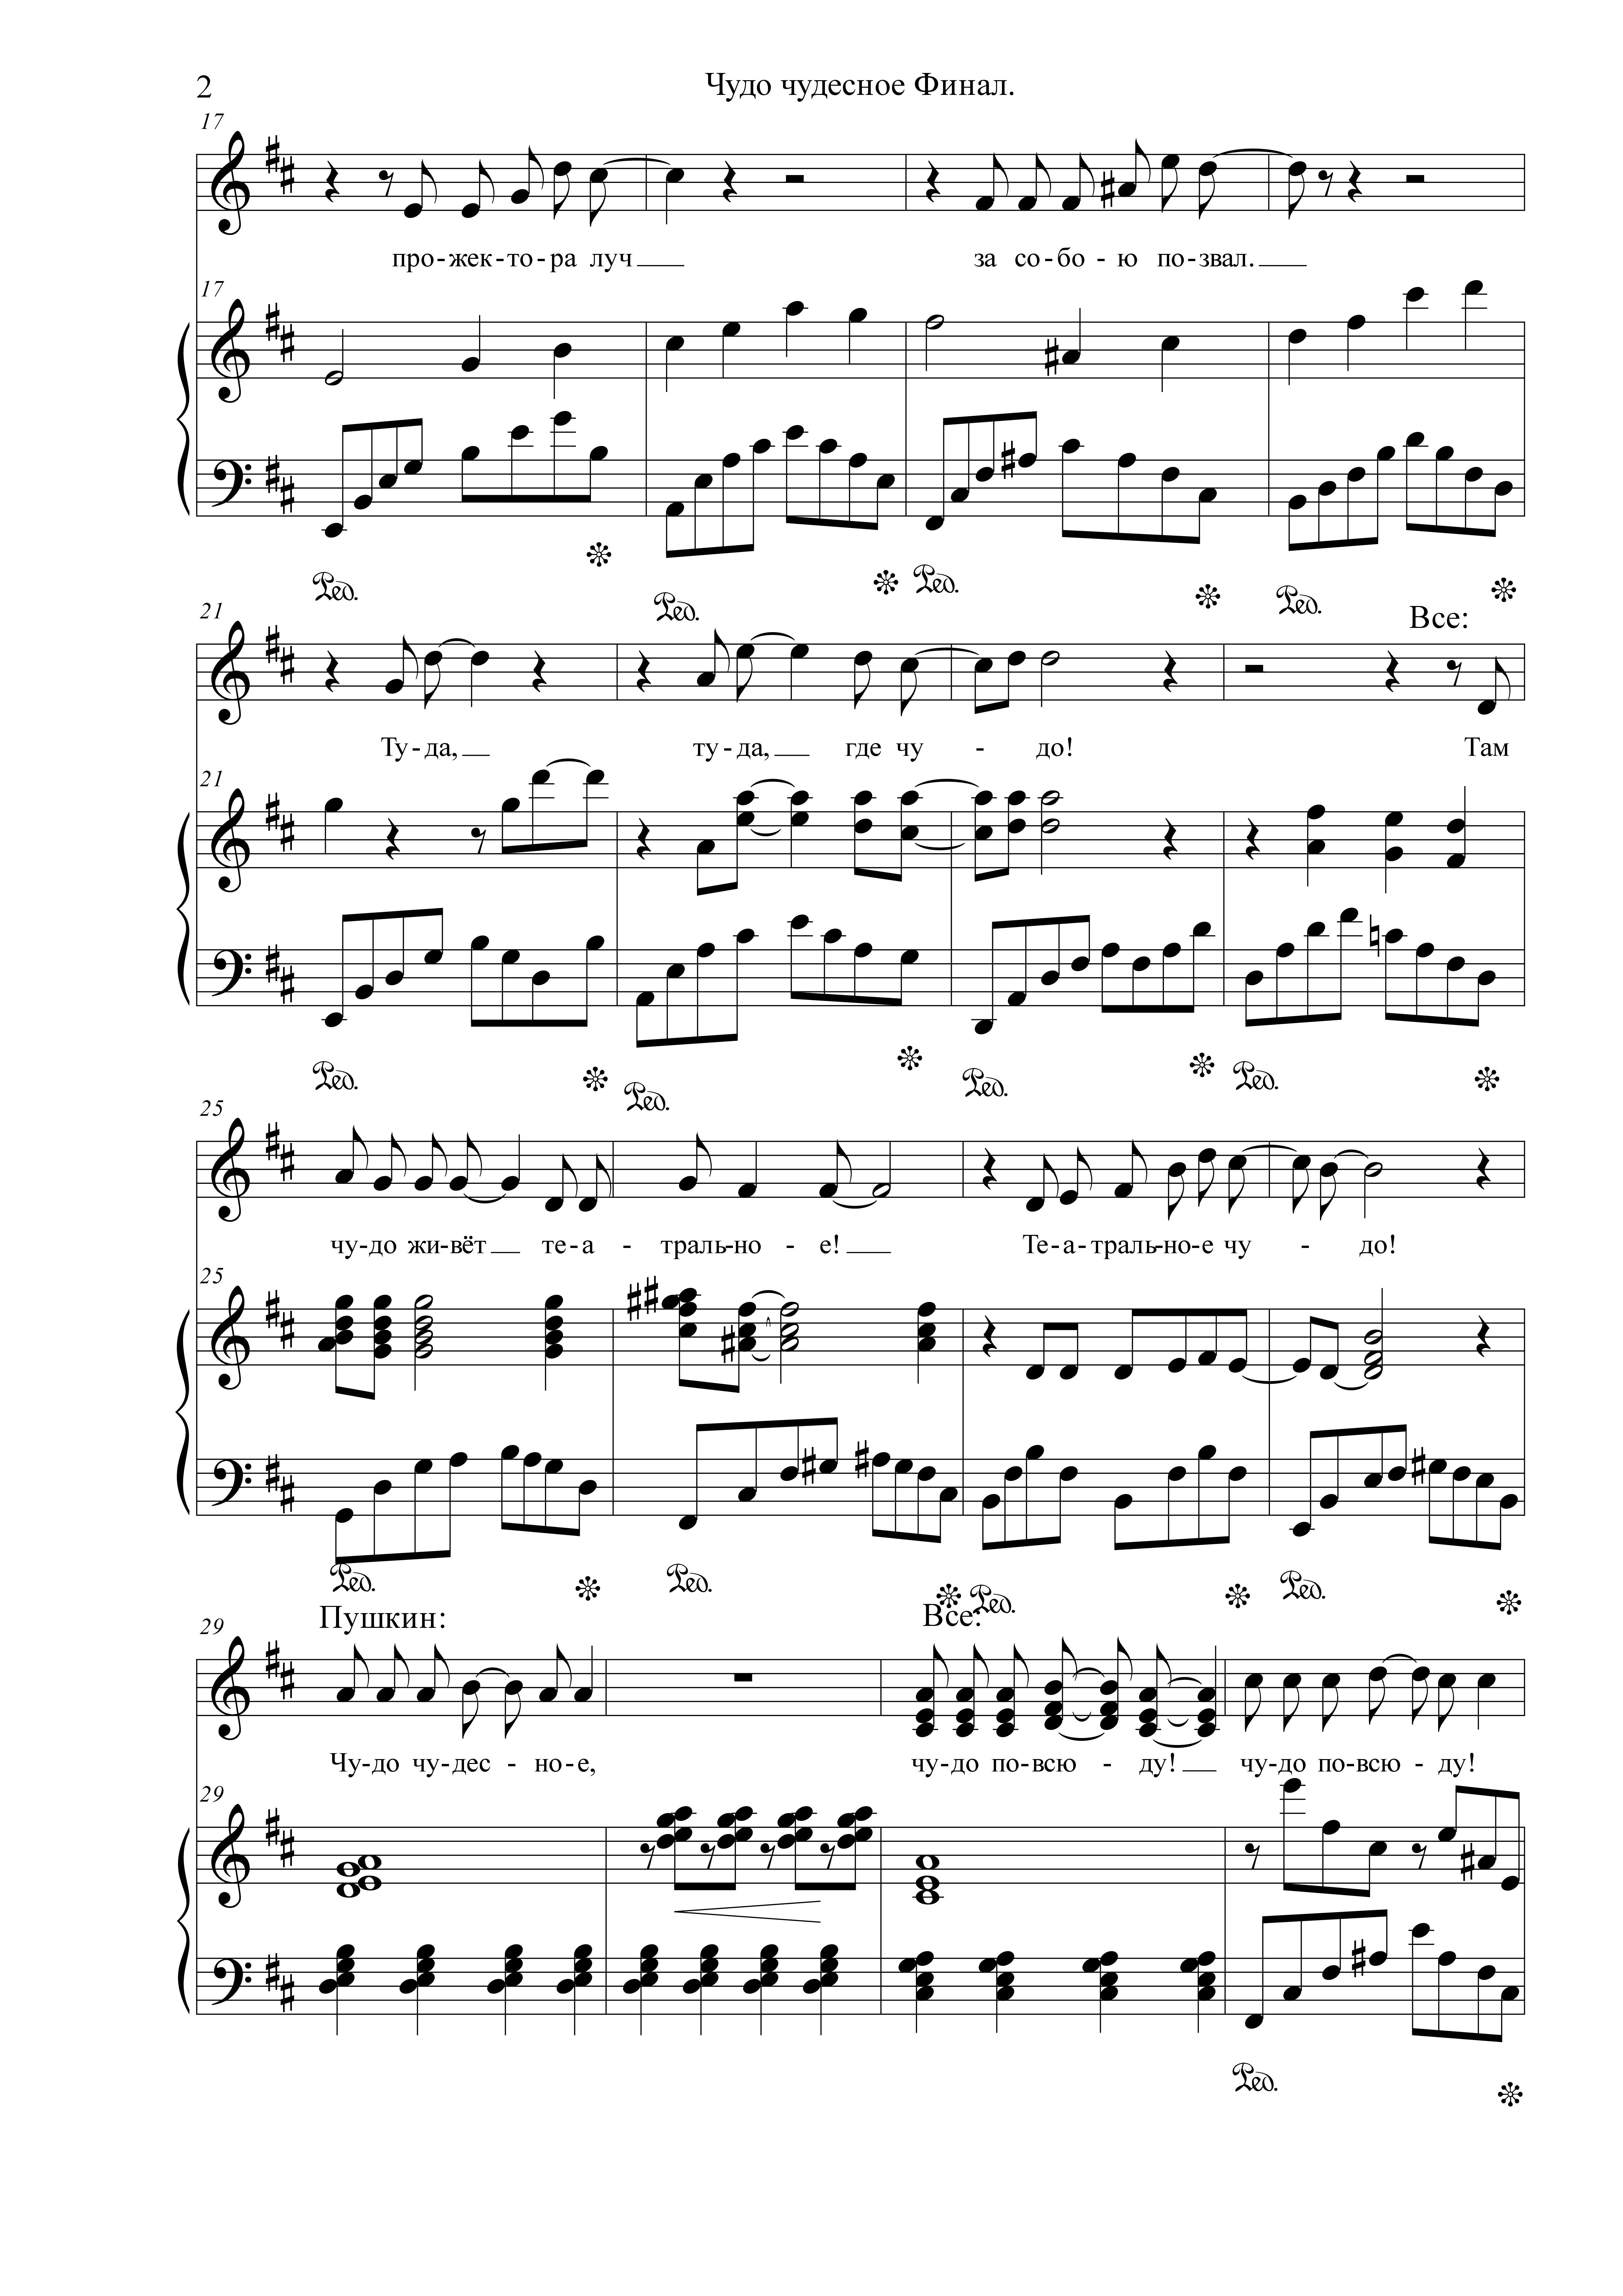 2
Чудо чудесное Финал.
17
про-жек-то-ра луч за со-бо-ю по-звал.
17
21
Все:
Ту-да, ту-да, где чу - до! Там
21
25
чу-до жи-вёт те-а - траль-но - е! Те-а-траль-но-е чу - до!
25
29
Пушкин: Все:
Чу-до чу-дес - но-е, чу-до по-всю - ду! чу-до по-всю - ду!
29